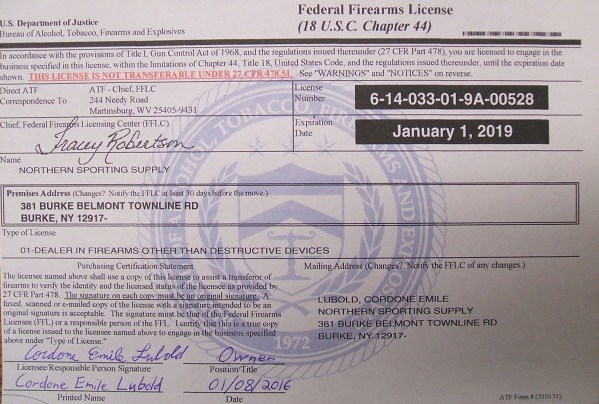 Federal Firearms License
(18 U.S.C. Chapter 44)
U.S. Department of Justice
Bureau of Alcohol, Tobacco, Firearms and Explosives
In accordance with the provisions of Title I, Gun Control Act of 1968, and the regulations issued thereunder (27 CFR Part 478), you are licensed to engage in the
business specified in this license, within the limitations of Chapter 44, Title 18, United States Code, and the regulations issued thereunder, until the expiration date
shown. THIS LICENSE IS NOT TRANSFERABLE UNDER 27 CFR 478.51. See "WARNINGS" and "NOTICES" on reverse.
Direct ATF
Correspondence To
ATF - Chief, FFLC
244 Needy Road
Martinsburg, WV 25405-9431
License
Number
6-14-033-01-9A-00528
Chief, Federal Firearms Licensing Center (FFLC)
Tracey Robertson
Expiration
Date
January 1, 2019
Name
NORTHERN SPORTING SUPPLY
Premises Address (Changes? Notify the FFLC at least 30 days before the move.)
381 BURKE BELMONT TOWNLINE RD
BURKE, NY 12917-
Type of License
01-DEALER IN FIREARMS OTHER THAN DESTRUCTIVE DEVICES
Purchasing Certification Statement
The licensee named above shall use a copy of this license to assist a transferor of
firearms to verify the identity and the licensed status of the licensee as provided by
27 CFR Part 478. The signature on each copy must be an original signature. A
faxed, scanned or e-mailed copy of the license with a signature intended to be an
original signature is acceptable. The signature must be that of the Federal Firearms
Licensee (FFL) or a responsible person of the FFL. I certify that this is a true copy
of a license issued to the licensee named above to engage in the business specified
above under "Type of License."
Mailing Address (Changes? Notify the FFLC of any changes.)
LUBOLD, CORDONE EMILE
NORTHERN SPORTING SUPPLY
381 BURKE BELMONT TOWNLINE RD
BURKE, NY 12917-
Cordone Emile Lubold
Owner
Licensee/Responsible Person Signature
Position/Title
Cordone Emile Lubold
01/08/2016
Printed Name
Date
1972
ATF Form 8 (5310.11)